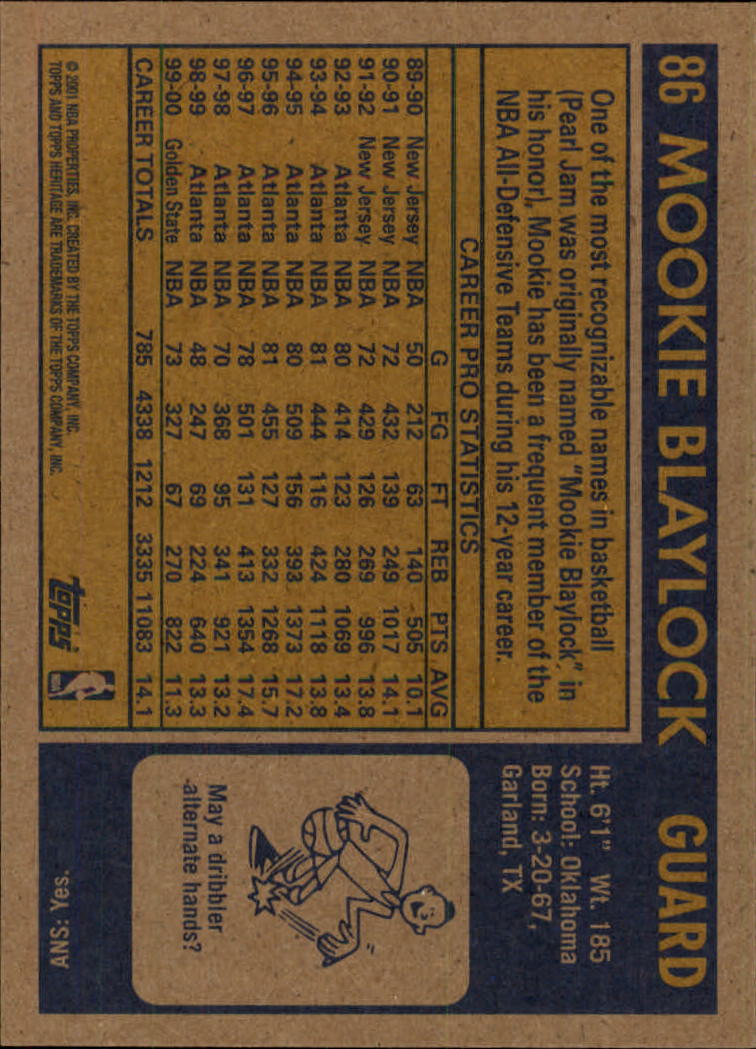 86 MOOKIE BLAYLOCK GUARD
One of the most recognizable names in basketball
(Pearl Jam was originally named "Mookie Blaylock", in
his honor), Mookie has been a frequent member of the
NBA All-Defensive Teams during his 12-year career.
CAREER PRO STATISTICS
G FG FT REB PTS AVG
89-90 New Jersey NBA 50 212 63 140 505 10.1
90-91 New Jersey NBA 72 432 139 249 1017 14.1
91-92 New Jersey NBA 72 429 126 269 996 13.8
92-93 Atlanta NBA 80 414 123 280 1069 13.4
93-94 Atlanta NBA 81 444 116 424 1118 13.8
94-95 Atlanta NBA 80 509 156 393 1373 17.2
95-96 Atlanta NBA 81 455 127 332 1268 15.7
96-97 Atlanta NBA 78 501 131 413 1354 17.4
97-98 Atlanta NBA 70 368 95 341 921 13.2
98-99 Atlanta NBA 48 247 69 224 640 13.3
99-00 Golden State NBA 73 327 67 270 822 11.3
CAREER TOTALS 785 4338 1212 3335 11083 14.1
© 2001 NBA PROPERTIES, INC. CREATED BY THE TOPPS COMPANY, INC.
TOPPS AND TOPPS HERITAGE ARE TRADEMARKS OF THE TOPPS COMPANY, INC.
topps
Ht. 6'1" Wt. 185
School: Oklahoma
Born: 3-20-67,
Garland, TX
May a dribbler
alternate hands?
ANS: Yes.